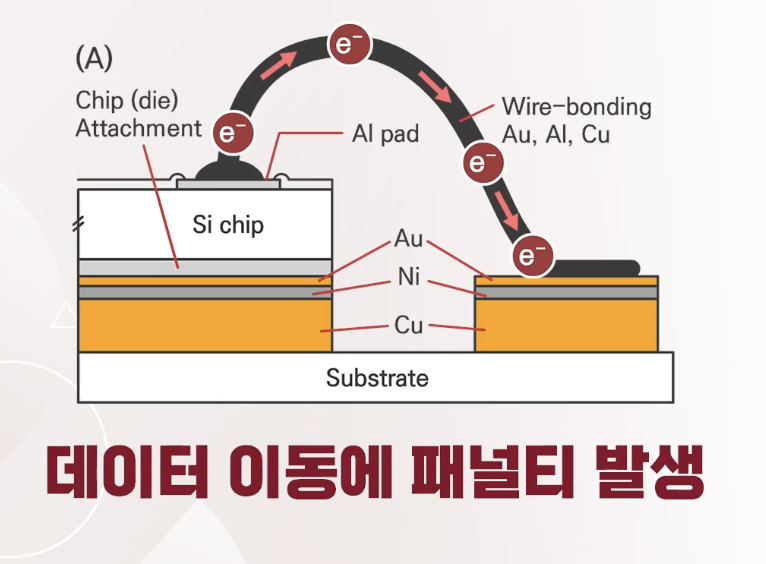 (A)
Chip (die)
Attachment
e⁻
e⁻
Al pad
Wire-bonding
Au, Al, Cu
e⁻
Si chip
Au
e⁻
Ni
Cu
Substrate
데이터 이동에 패널티 발생